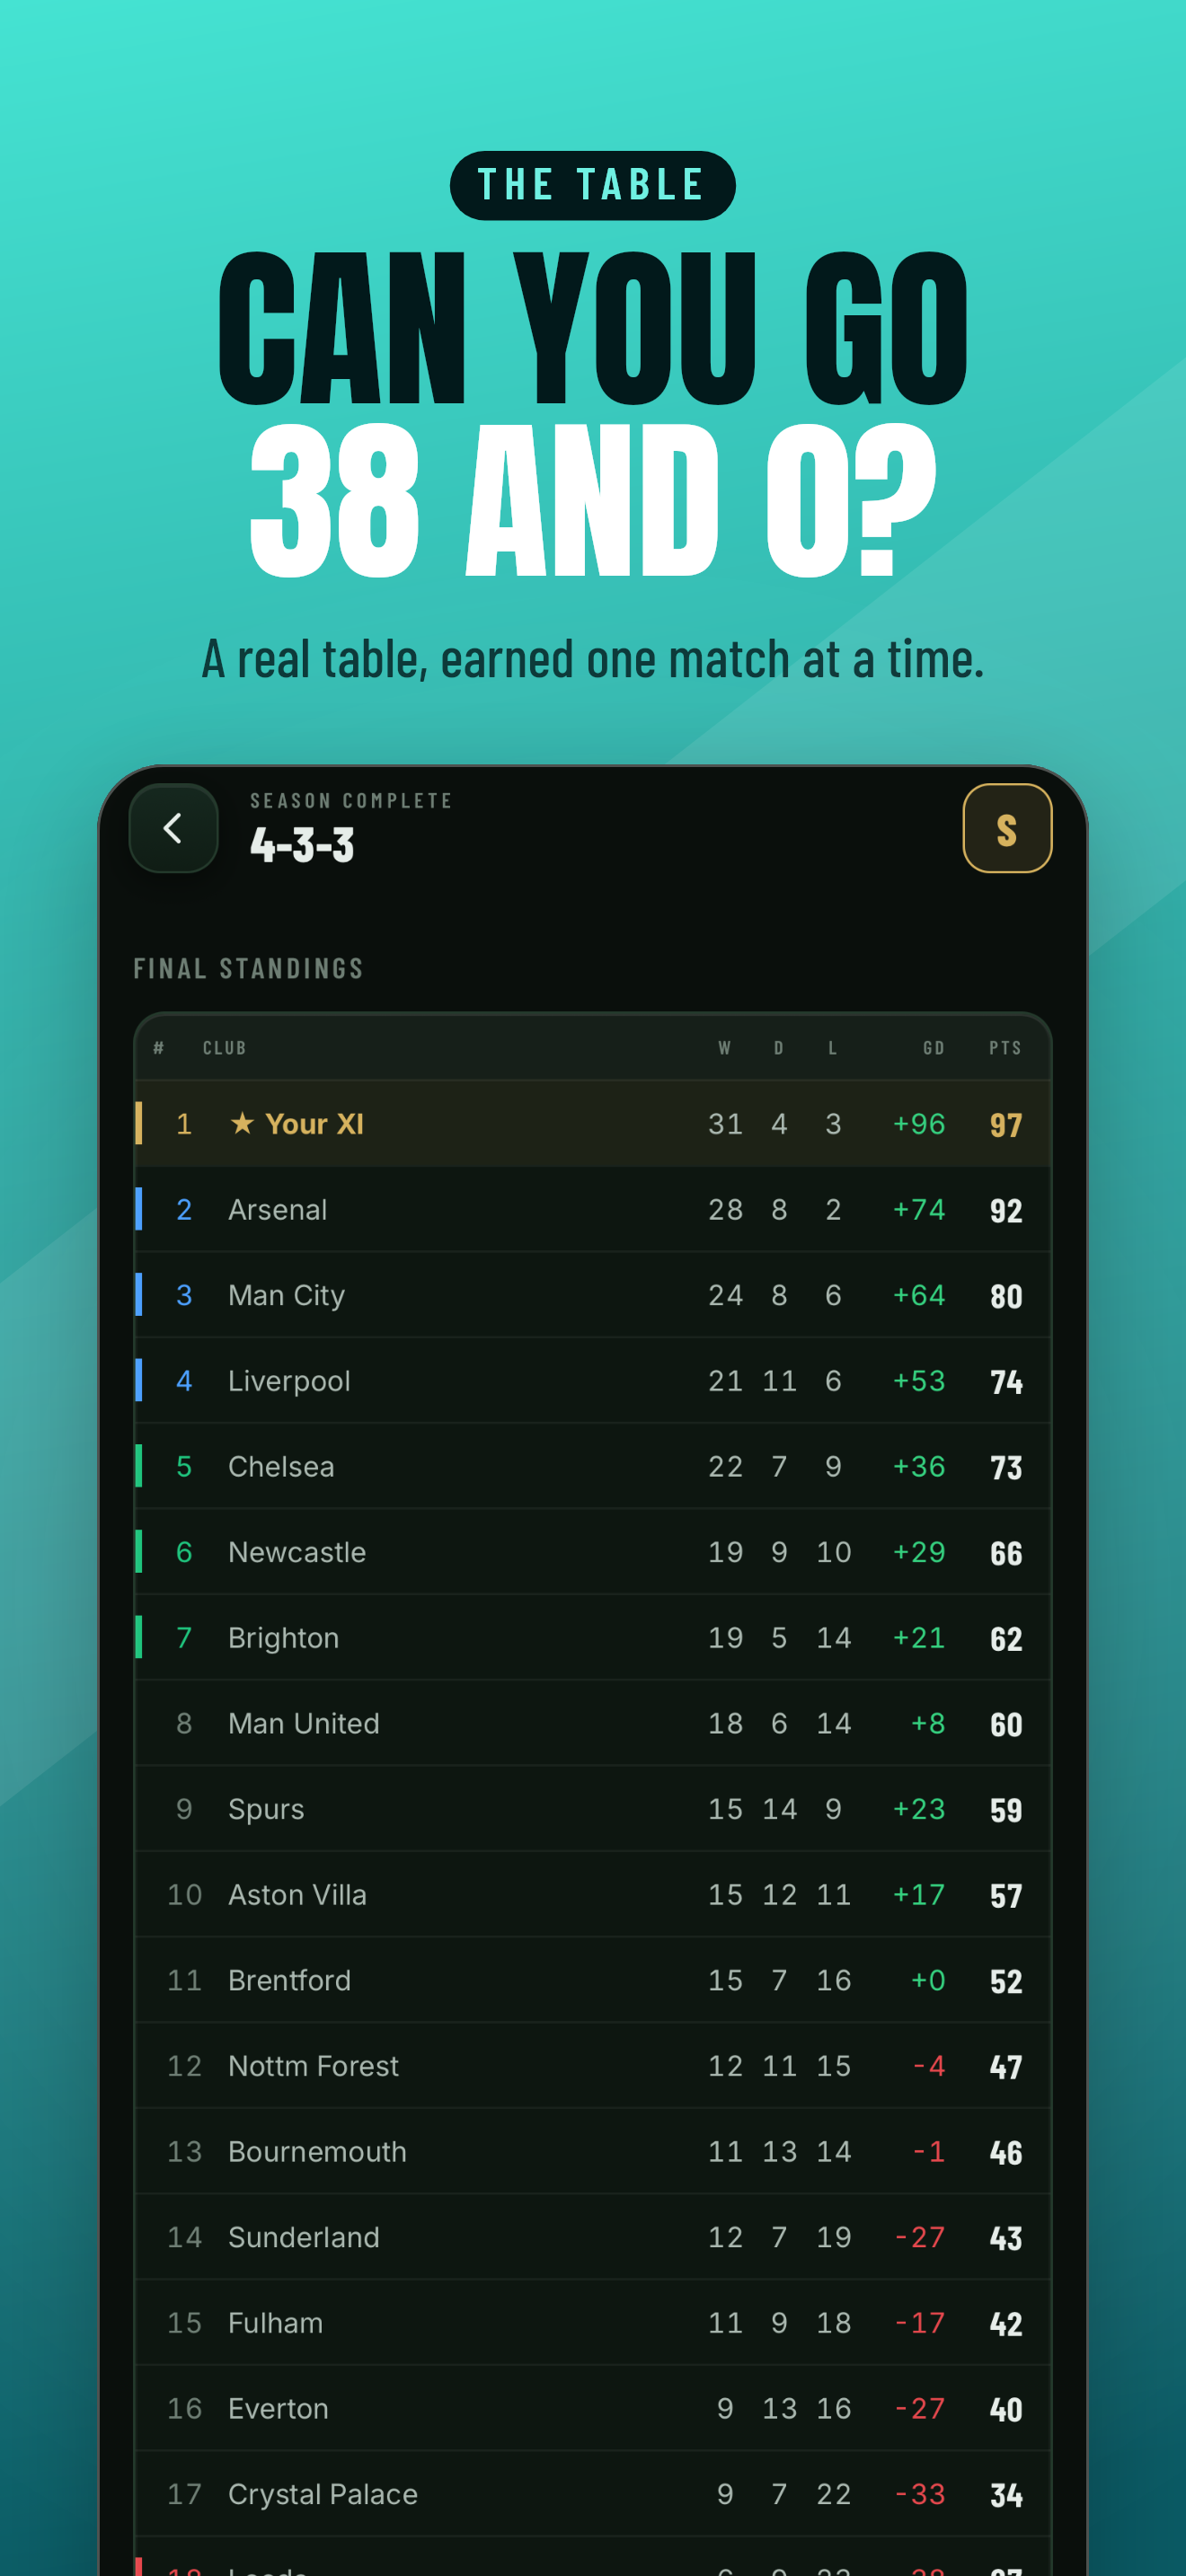 THE TABLE
CAN YOU GO
38 AND 0?
A real table, earned one match at a time.
SEASON COMPLETE
4-3-3
S
FINAL STANDINGS
# CLUB W D L GD PTS
1 ★ Your XI 31 4 3 +96 97
2 Arsenal 28 8 2 +74 92
3 Man City 24 8 6 +64 80
4 Liverpool 21 11 6 +53 74
5 Chelsea 22 7 9 +36 73
6 Newcastle 19 9 10 +29 66
7 Brighton 19 5 14 +21 62
8 Man United 18 6 14 +8 60
9 Spurs 15 14 9 +23 59
10 Aston Villa 15 12 11 +17 57
11 Brentford 15 7 16 +0 52
12 Nottm Forest 12 11 15 -4 47
13 Bournemouth 11 13 14 -1 46
14 Sunderland 12 7 19 -27 43
15 Fulham 11 9 18 -17 42
16 Everton 9 13 16 -27 40
17 Crystal Palace 9 7 22 -33 34
18 Leeds